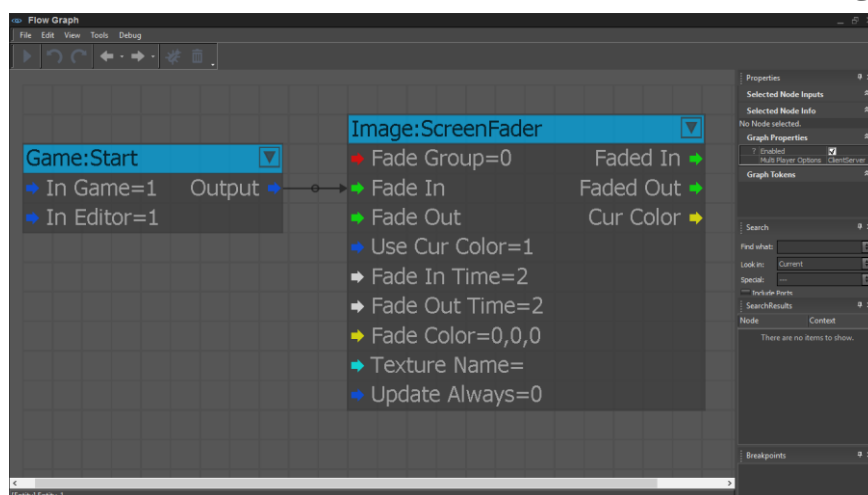 Flow Graph
File Edit View Tools Debug
Game:Start
In Game=1 Output
In Editor=1
Image:ScreenFader
Fade Group=0 Faded In
Fade In Faded Out
Fade Out Cur Color
Use Cur Color=1
Fade In Time=2
Fade Out Time=2
Fade Color=0,0,0
Texture Name=
Update Always=0
Properties
Selected Node Inputs
Selected Node Info
No Node selected.
Graph Properties
? Enabled
Multi Player Options ClientServer
Graph Tokens
Search
Find what:
Look in: Current
Special: ---
Include Ports
SearchResults
Node Context
There are no items to show.
Breakpoints